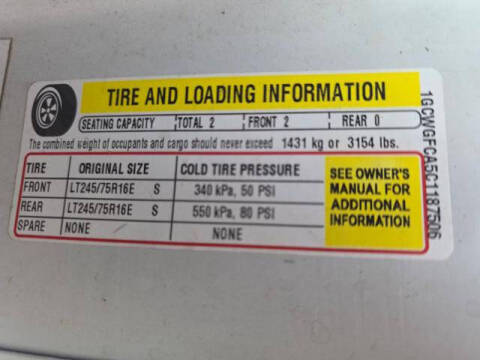 TIRE AND LOADING INFORMATION
SEATING CAPACITY TOTAL 2 FRONT 2 REAR 0
The combined weight of occupants and cargo should never exceed 1431 kg or 3154 lbs.
TIRE ORIGINAL SIZE COLD TIRE PRESSURE
FRONT LT245/75R16E S 340 kPa, 50 PSI
REAR LT245/75R16E S 550 kPa, 80 PSI
SPARE NONE NONE
SEE OWNER'S
MANUAL FOR
ADDITIONAL
INFORMATION
1GCWGFCA5C1187506